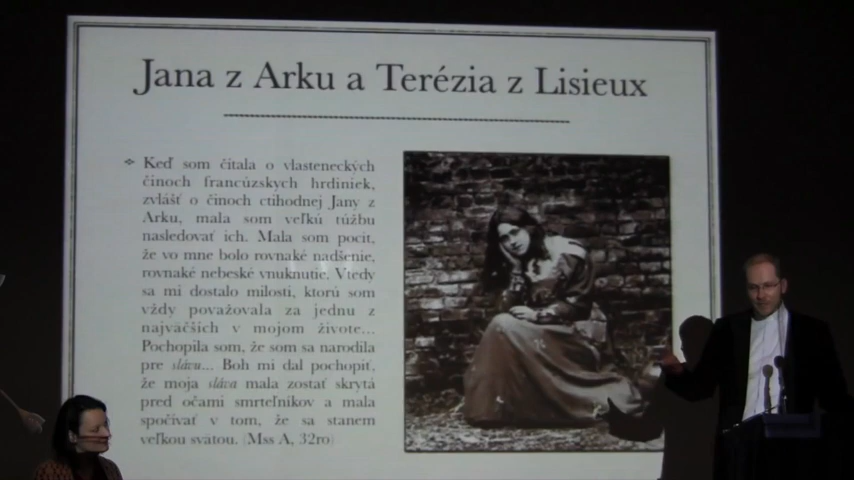 Jana z Arku a Terézia z Lisieux
Keď som čítala o vlasteneckých
činoch francúzskych hrdiniek,
zvlášť o činoch ctihodnej Jany z
Arku, mala som veľkú túžbu
nasledovať ich. Mala som pocit,
že vo mne bolo rovnaké nadšenie,
rovnaké nebeské vnuknutie. Vtedy
sa mi dostalo milosti, ktorú som
vždy považovala za jednu z
najväčších v mojom živote...
Pochopila som, že som sa narodila
pre slávu... Boh mi dal pochopiť,
že moja sláva mala zostať skrytá
pred očami smrteľníkov a mala
spočívať v tom, že sa stanem
veľkou svätou. (Mss A, 32ro)